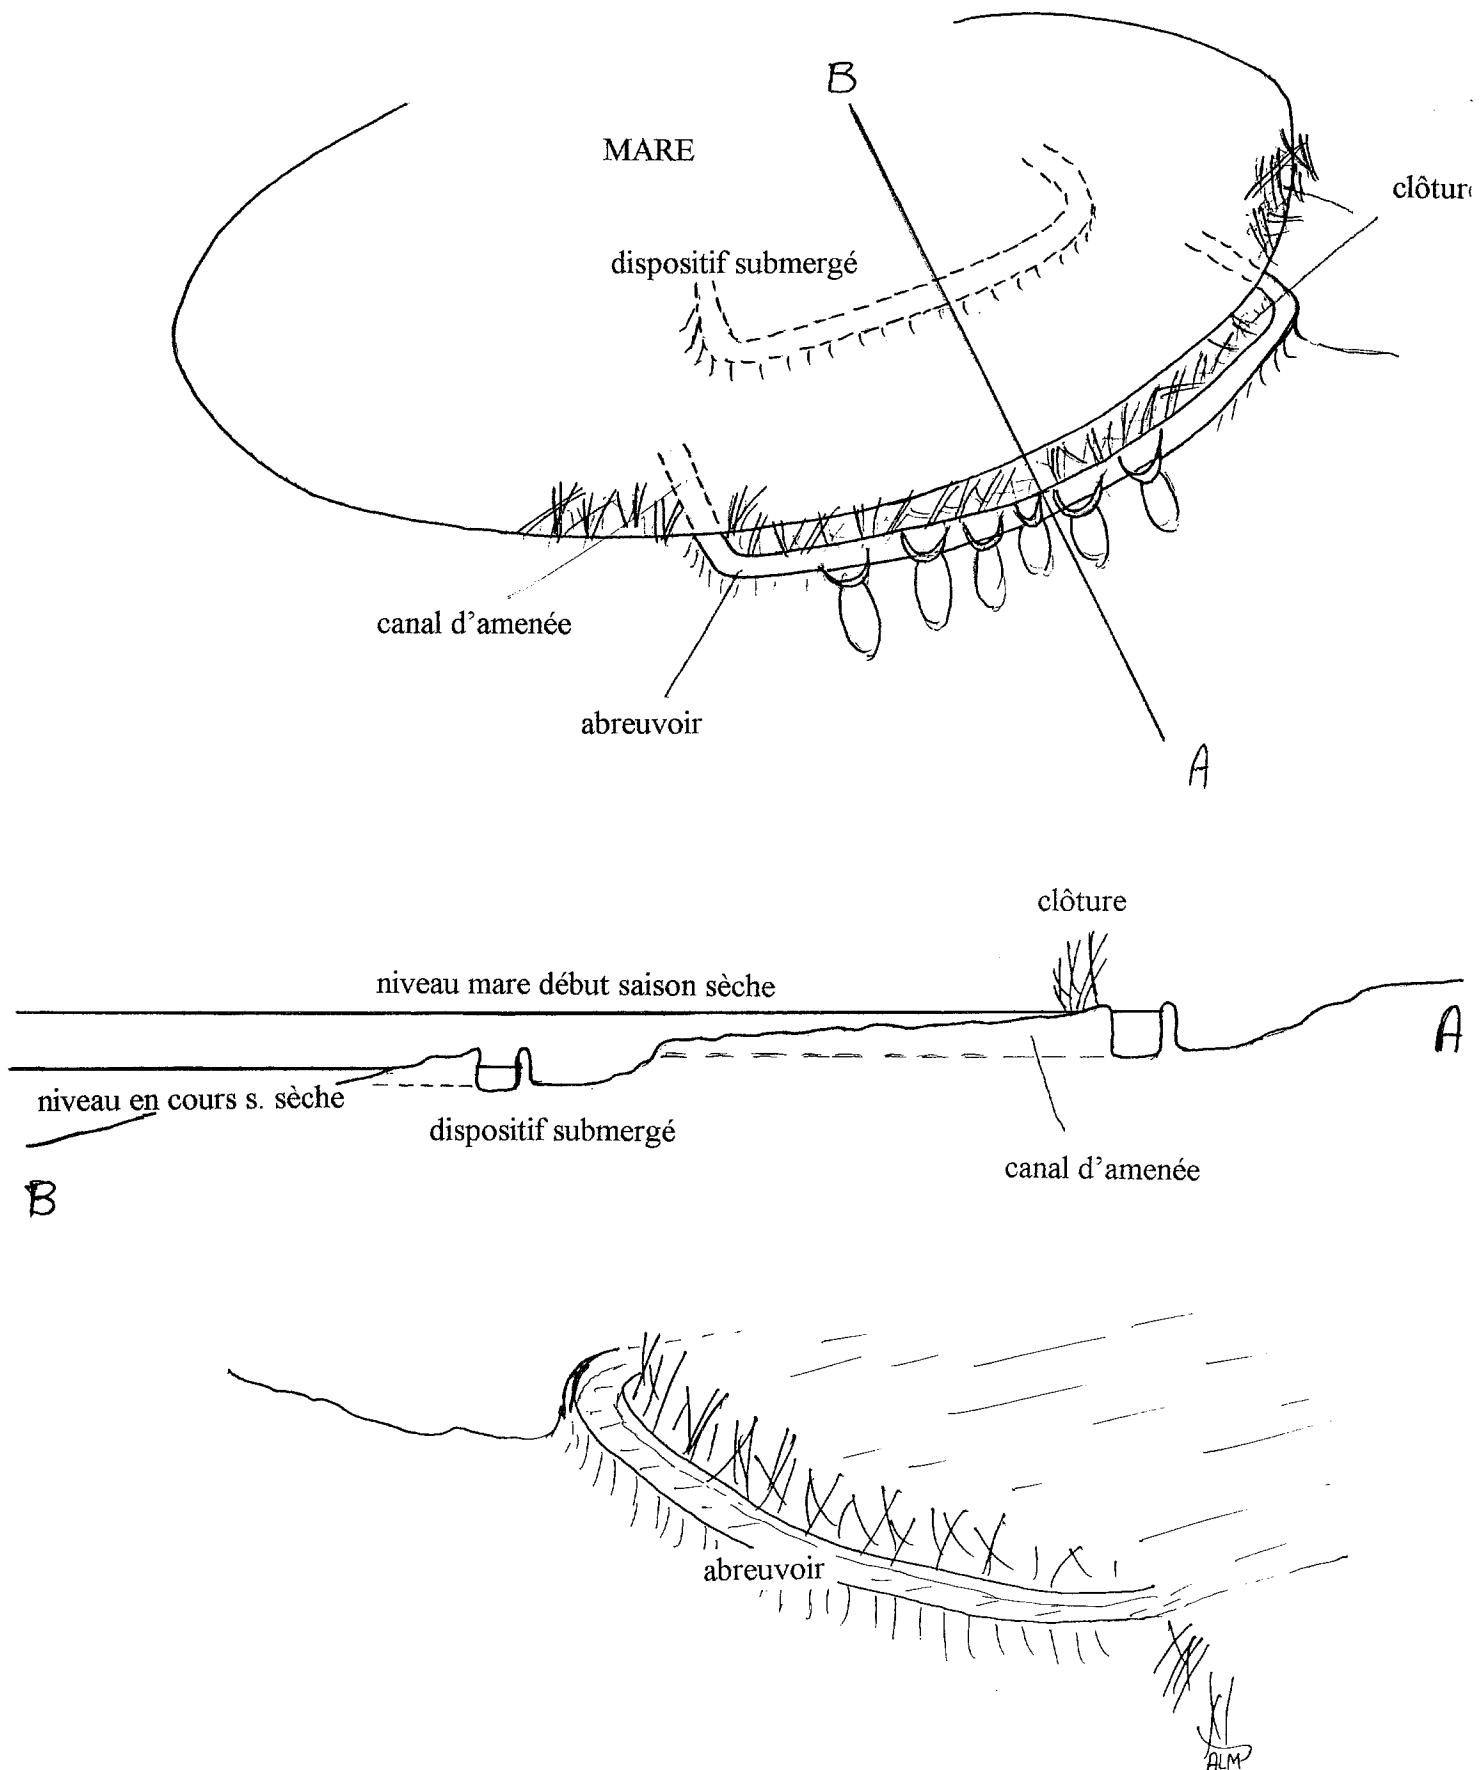 B
MARE
clôtur
dispositif submergé
canal d'amenée
abreuvoir
A
clôture
niveau mare début saison sèche
A
niveau en cours s. sèche
dispositif submergé
canal d'amenée
B
abreuvoir
ALM